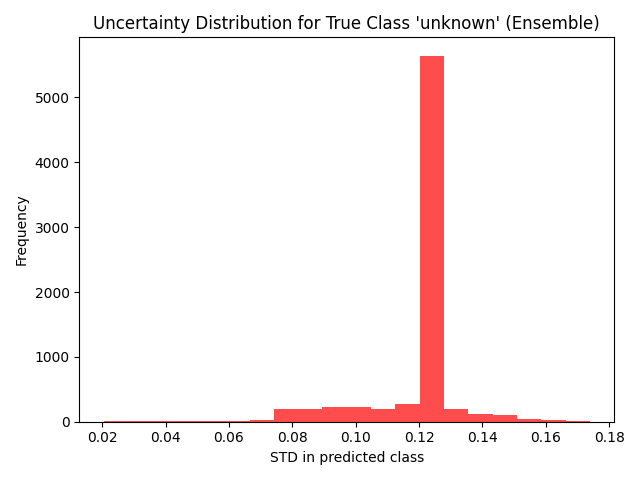 Uncertainty Distribution for True Class 'unknown' (Ensemble)
5000
4000
3000
2000
1000
0
Frequency
0.02 0.04 0.06 0.08 0.10 0.12 0.14 0.16 0.18
STD in predicted class